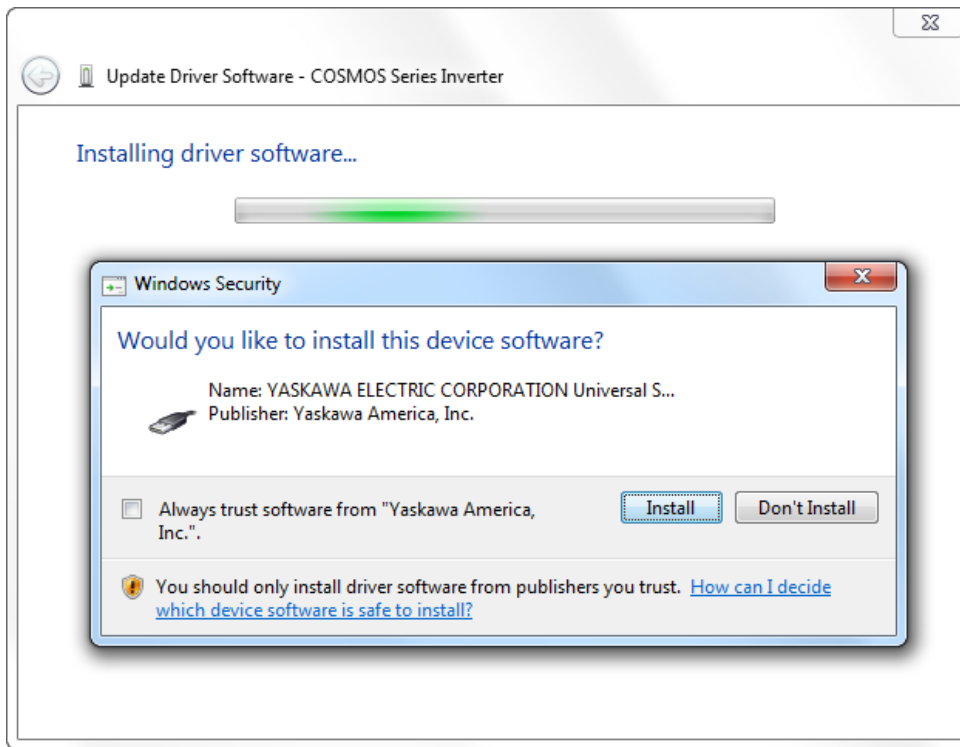 Update Driver Software - COSMOS Series Inverter
Installing driver software...
Windows Security
Would you like to install this device software?
Name: YASKAWA ELECTRIC CORPORATION Universal S...
Publisher: Yaskawa America, Inc.
Always trust software from "Yaskawa America,
Inc.".
Install
Don't Install
You should only install driver software from publishers you trust. How can I decide
which device software is safe to install?